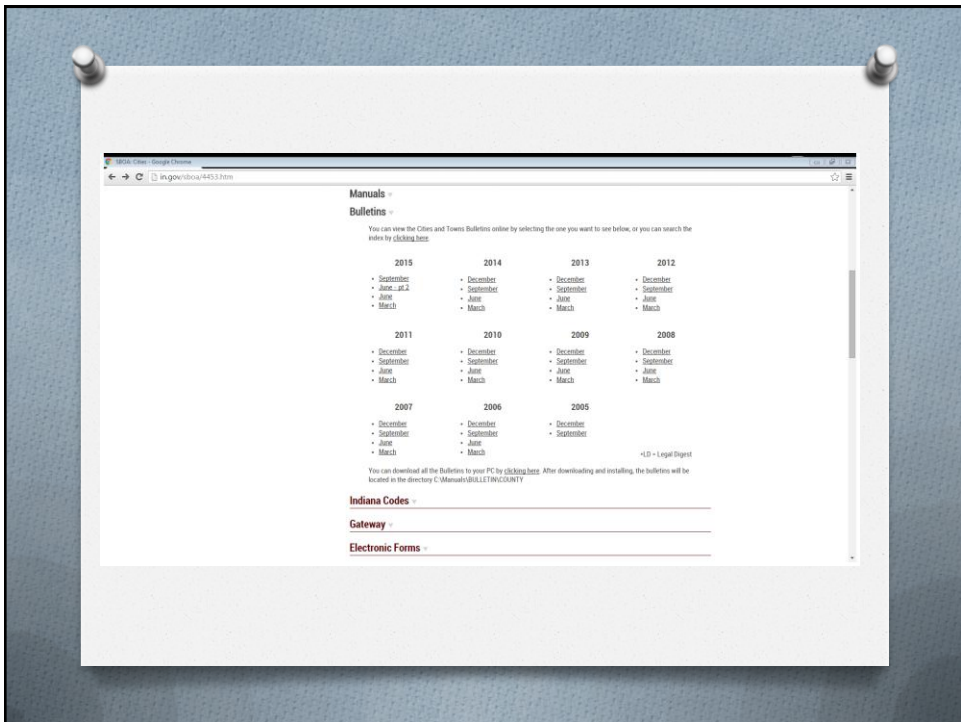 SBOA: Cities - Google Chrome
in.gov/sboa/4453.htm
Manuals
Bulletins
You can view the Cities and Towns Bulletins online by selecting the one you want to see below, or you can search the
index by clicking here.
2015 2014 2013 2012
• September • December • December • December
• June - pt 2 • September • September • September
• June • June • June • June
• March • March • March • March
2011 2010 2009 2008
• December • December • December • December
• September • September • September • September
• June • June • June • June
• March • March • March • March
2007 2006 2005
• December • December • December
• September • September • September
• June • June
• March • March +LD = Legal Digest
You can download all the Bulletins to your PC by clicking here. After downloading and installing, the bulletins will be
located in the directory C:\Manuals\BULLETIN\COUNTY
Indiana Codes
Gateway
Electronic Forms